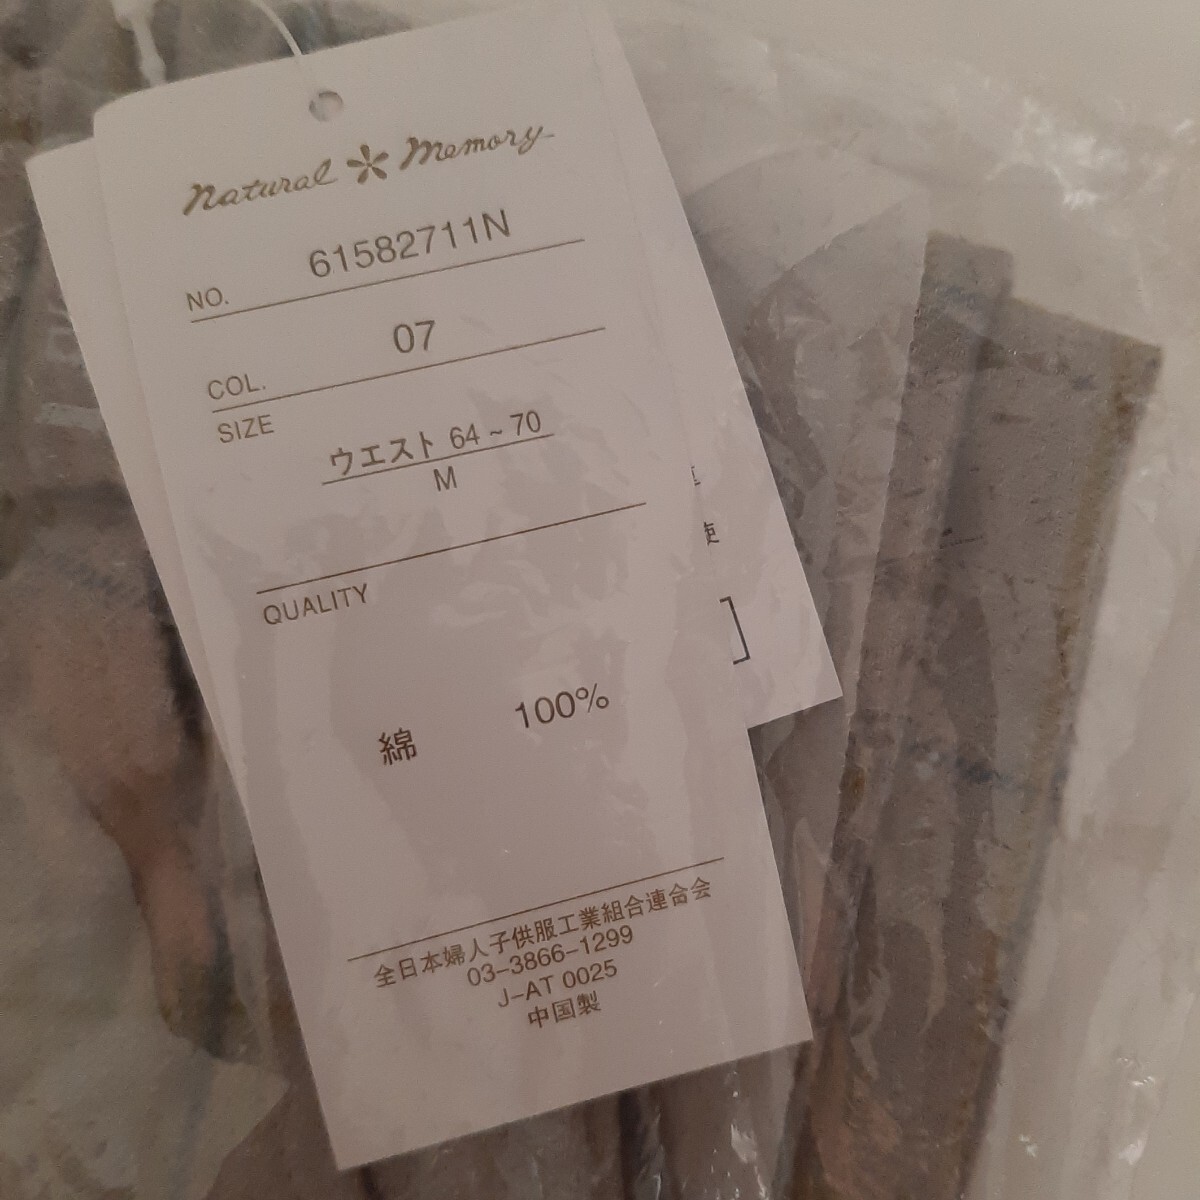 Natural * Memory
NO. 61582711N
COL. 07
SIZE
ウエスト 64~70
M
QUALITY
綿 100%
全日本婦人子供服工業組合連合会
03-3866-1299
J-AT 0025
中国製
使
]